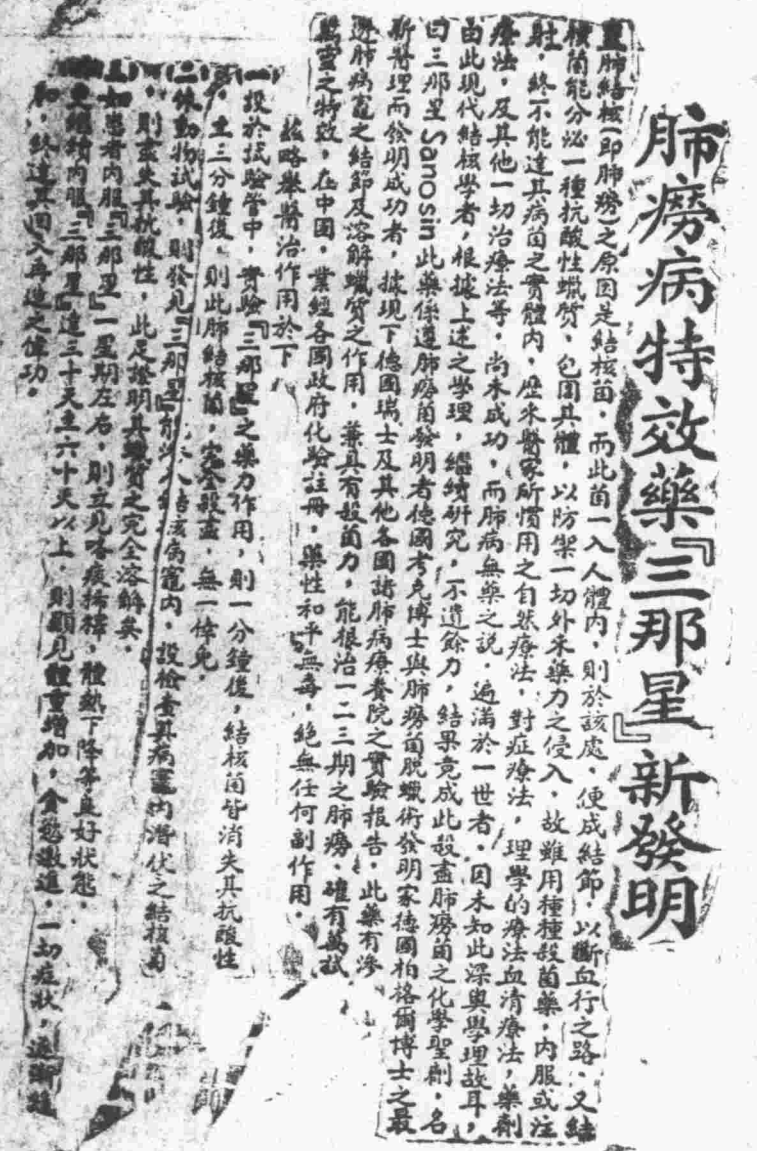 肺癆病特效藥『三那星』新發明
肺結核(即肺癆)之原因是結核菌,而此菌一入人體內,則於該處,便成結節,以斷血行之路,又結
核菌能分泌一種抗酸性蠟質,包圍其體,以防禦一切外來藥力之侵入,故雖用種種殺菌藥,內服或注
射,終不能達其病菌之實體內,歷來醫家所慣用之自然療法,對症療法,理學的療法血清療法,藥劑
療法,及其他一切治療法等,尚未成功,而肺病無藥之說,遍滿於一世者,因未知此深奧學理故耳,
由此現代結核學者,根據上述之學理,繼續研究,不遺餘力,結果竟成此殺盡肺癆菌之化學聖劑,名
曰三那星Sanosin此藥係遵肺癆菌發明者德國考克博士與肺癆菌脫蠟術發明家德國柏格爾博士之最
新醫理而發明成功者,據現下德國瑞士及其他各國諸肺病療養院之實驗報告,此藥有滲
肺病竈之結節及溶解蠟質之作用,兼具有殺菌力,能根治一二三期之肺癆,確有萬試
萬靈之特效,在中國,業經各國政府化驗註冊,藥性和平無毒,絕無任何副作用,
茲略舉醫治作用於下
一 投於試驗管中,實驗『三那星』之藥力作用,則一分鐘後,結核菌皆消失其抗酸性
,三分鐘後,則此肺結核菌,完全殺盡,無一倖免,
二 依動物試驗,則發見『三那星』能 結核病竈內,設檢查其病竈內潛伏之結核菌
,則盡失其抗酸性,此足證明其蠟質之完全溶解矣,
三 如患者內服『三那星』一星期左右,則立見咯痰稀釋,體熱下降等良好狀態,
更繼續內服『三那星』達三十天至六十天以上,則顯見體重增加,食慾激進,一切症狀,逐漸
和,終達其回入再造之偉功,